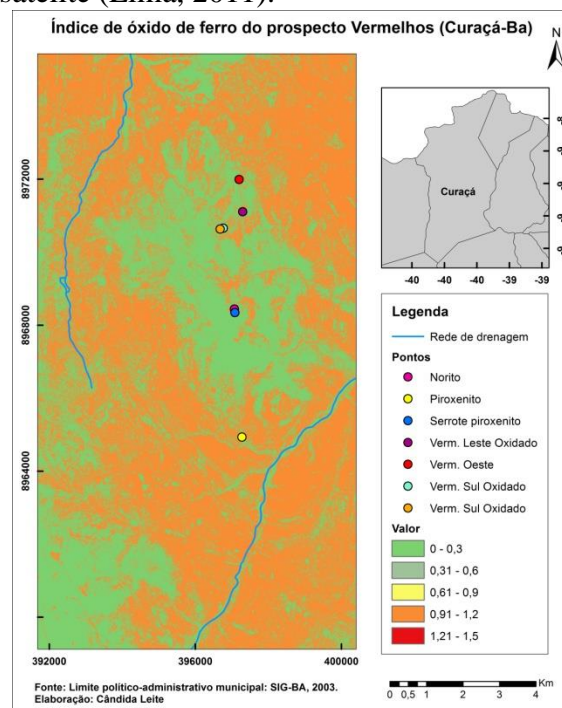 satélite (Lima, 2011).
Índice de óxido de ferro do prospecto Vermelhos (Curaçá-Ba)
N
8972000
8968000
8964000
392000
396000
400000
Curaçá
-40
-40
-40
-39
-39
Legenda
Rede de drenagem
Pontos
Norito
Piroxenito
Serrote piroxenito
Verm. Leste Oxidado
Verm. Oeste
Verm. Sul Oxidado
Verm. Sul Oxidado
Valor
0 - 0,3
0,31 - 0,6
0,61 - 0,9
0,91 - 1,2
1,21 - 1,5
Km
0 0,5 1 2 3 4
Fonte: Limite político-administrativo municipal: SIG-BA, 2003.
Elaboração: Cândida Leite